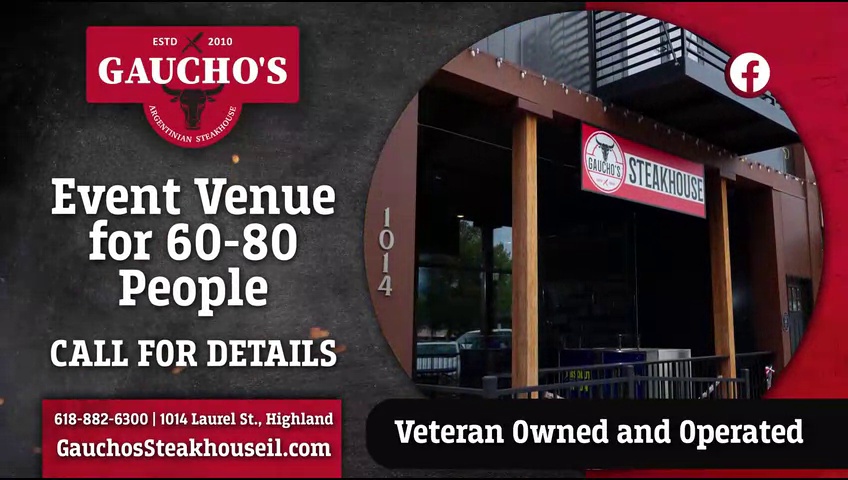 ESTD 2010
GAUCHO'S
ARGENTINIAN STEAKHOUSE
Event Venue
for 60-80
People
CALL FOR DETAILS
618-882-6300 | 1014 Laurel St., Highland
GauchosSteakhouseil.com
1014
GAUCHO'S
STEAKHOUSE
Veteran Owned and Operated